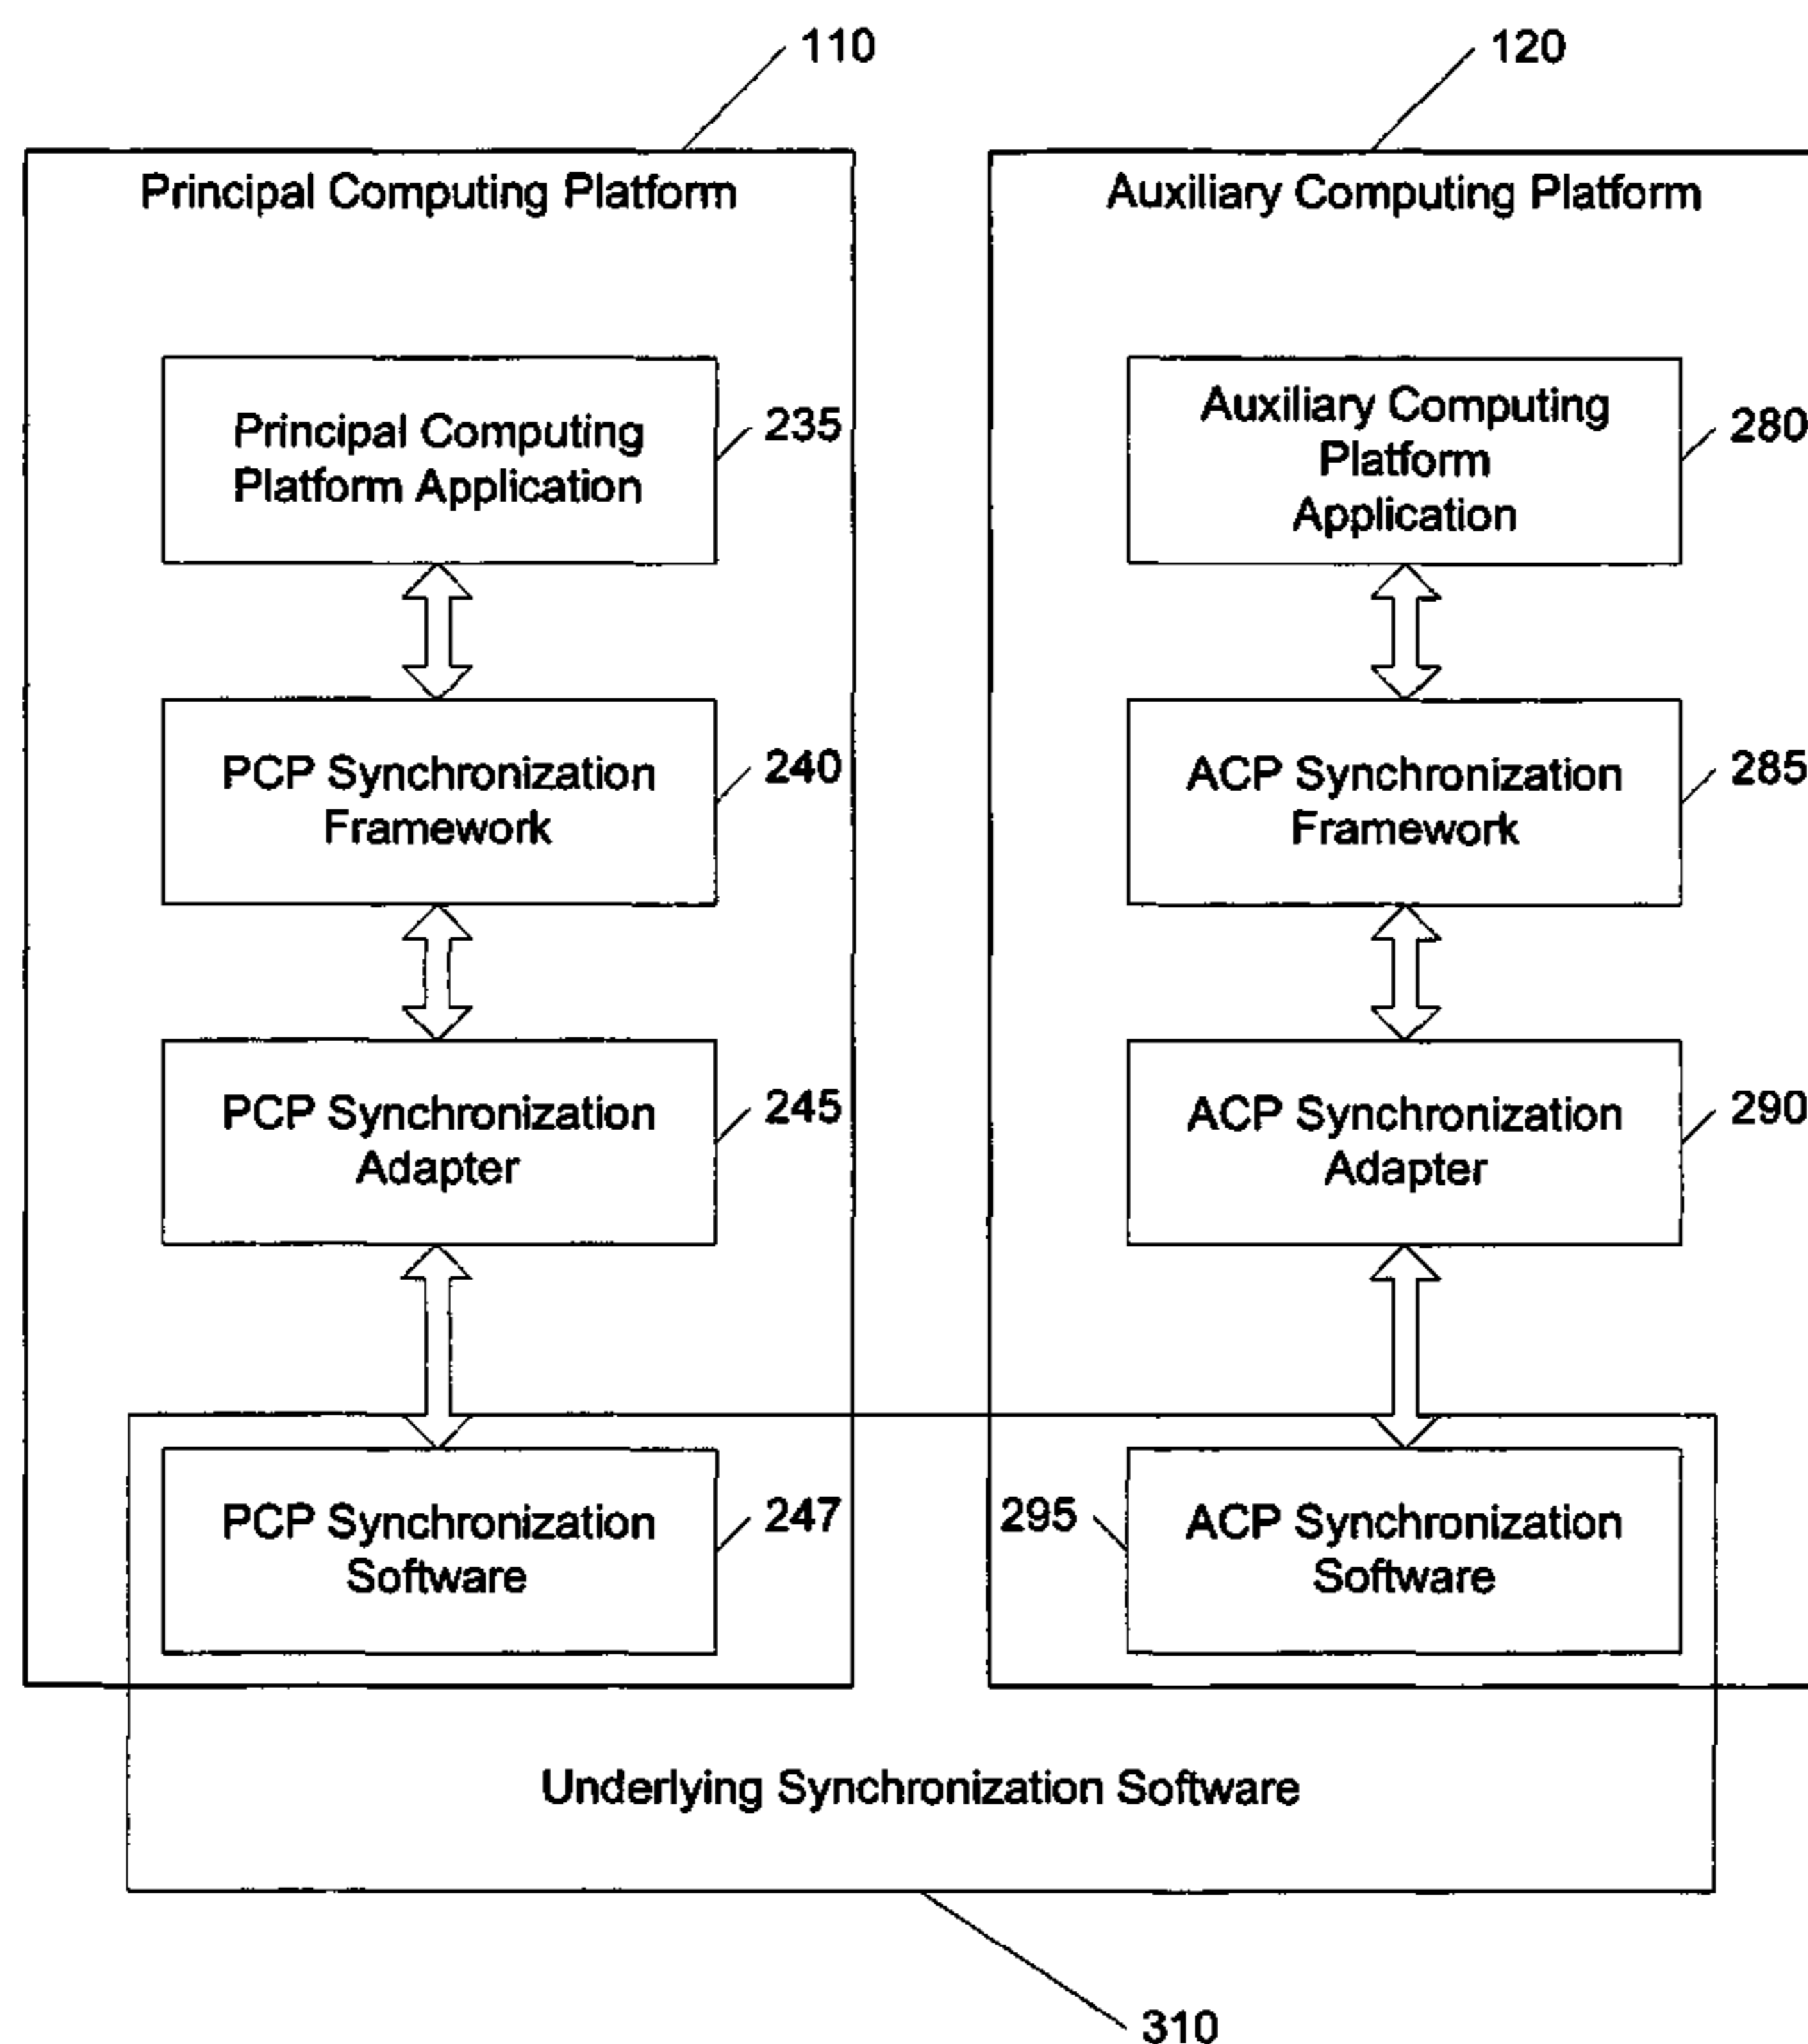 110
120
Principal Computing Platform
Auxiliary Computing Platform
Principal Computing
Platform Application
235
Auxiliary Computing
Platform
Application
280
PCP Synchronization
Framework
240
ACP Synchronization
Framework
285
PCP Synchronization
Adapter
245
ACP Synchronization
Adapter
290
PCP Synchronization
Software
247
295
ACP Synchronization
Software
Underlying Synchronization Software
310